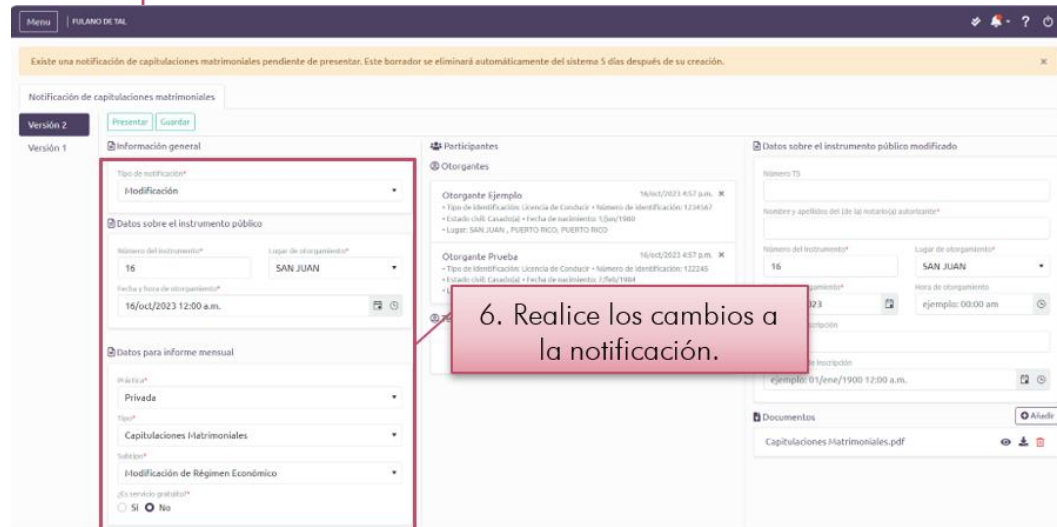 Menu | FULANO DE TAL
Existe una notificación de capitulaciones matrimoniales pendiente de presentar. Este borrador se eliminará automáticamente del sistema 5 días después de su creación.
Notificación de capitulaciones matrimoniales
Versión 2
Versión 1
Presentar Guardar
Información general
Tipo de notificación*
Modificación
Datos sobre el instrumento público
Número del instrumento* Lugar de otorgamiento*
16 SAN JUAN
Fecha y hora de otorgamiento*
16/oct/2023 12:00 a.m.
Datos para informe mensual
Práctica*
Privada
Tipo*
Capitulaciones Matrimoniales
Subtipo*
Modificación de Régimen Económico
¿Es servicio gratuito?*
Sí No
Participantes
Otorgantes
Otorgante Ejemplo 16/oct/2023 4:57 p.m.
• Tipo de identificación: Licencia de Conducir • Número de identificación: 1234567
• Estado civil: Casado(a) • Fecha de nacimiento: 1/jun/1980
• Lugar: SAN JUAN , PUERTO RICO, PUERTO RICO
Otorgante Prueba 16/oct/2023 4:57 p.m.
• Tipo de identificación: Licencia de Conducir • Número de identificación: 122245
• Estado civil: Casado(a) • Fecha de nacimiento: 2/feb/1984
6. Realice los cambios a
la notificación.
Datos sobre el instrumento público modificado
Número TS
Nombre y apellidos del (de la) notario(a) autorizante*
Número del instrumento* Lugar de otorgamiento*
16 SAN JUAN
Hora de otorgamiento
ejemplo: 00:00 am
ejemplo: 01/ene/1900 12:00 a.m.
Documentos Añadir
Capitulaciones Matrimoniales.pdf